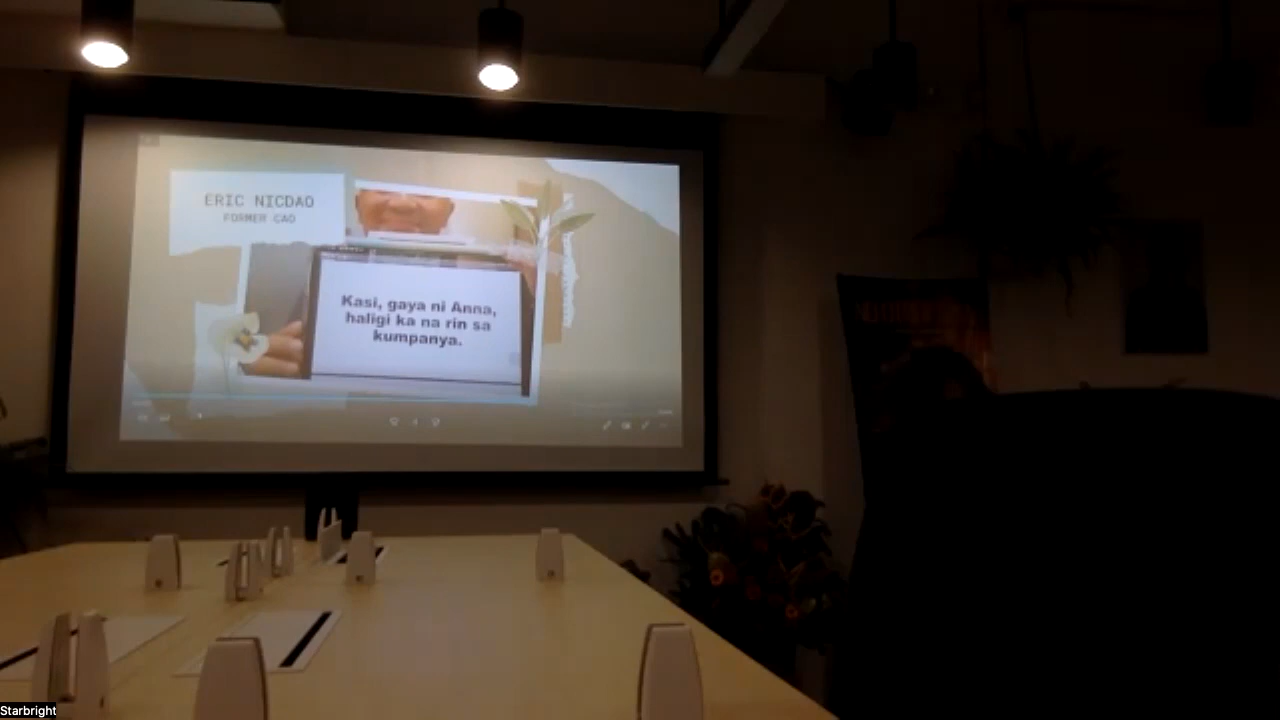 ERIC NICDAO
FORMER CAO
Kasi, gaya ni Anna,
haligi ka na rin sa
kumpanya.
Starbright